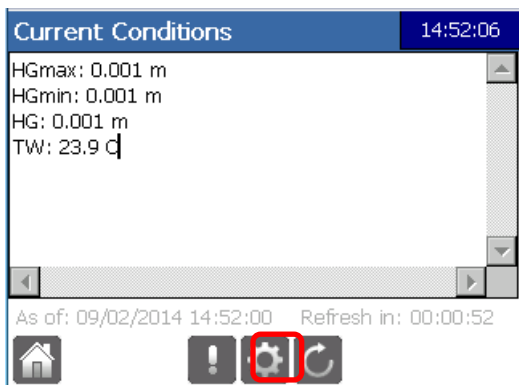 Current Conditions 14:52:06
HGmax: 0.001 m
HGmin: 0.001 m
HG: 0.001 m
TW: 23.9 C
As of: 09/02/2014 14:52:00 Refresh in: 00:00:52
!